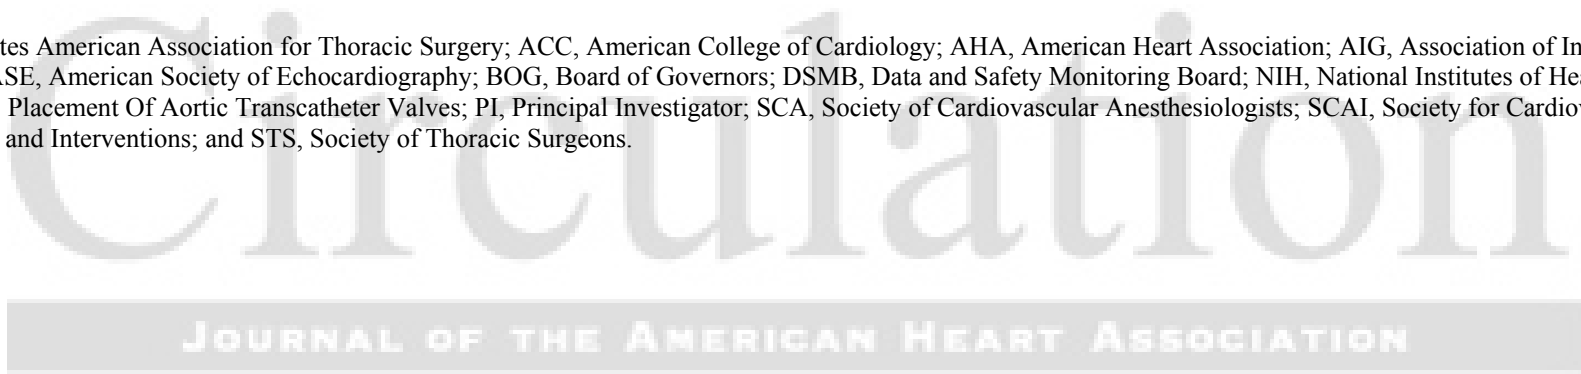 tes American Association for Thoracic Surgery; ACC, American College of Cardiology; AHA, American Heart Association; AIG, Association of In
ASE, American Society of Echocardiography; BOG, Board of Governors; DSMB, Data and Safety Monitoring Board; NIH, National Institutes of Hea
Placement Of Aortic Transcatheter Valves; PI, Principal Investigator; SCA, Society of Cardiovascular Anesthesiologists; SCAI, Society for Cardiov
and Interventions; and STS, Society of Thoracic Surgeons.
Circulation
JOURNAL OF THE AMERICAN HEART ASSOCIATION